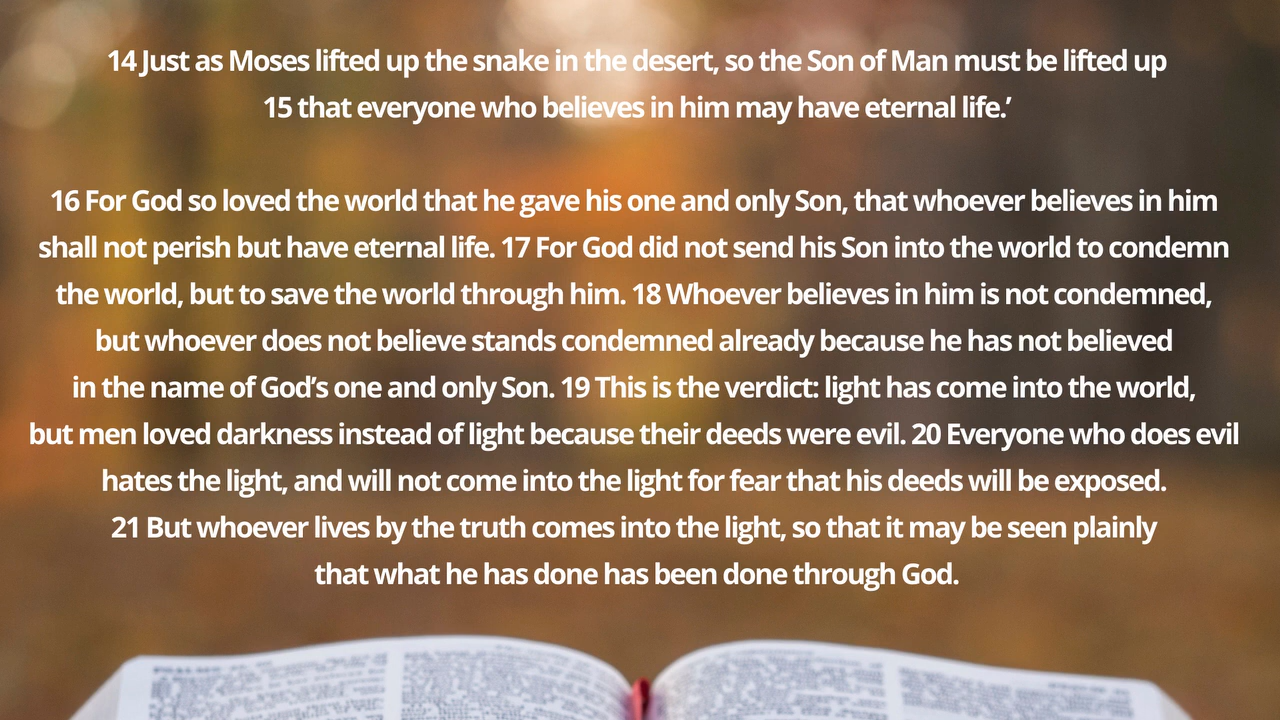 14 Just as Moses lifted up the snake in the desert, so the Son of Man must be lifted up
15 that everyone who believes in him may have eternal life.’
16 For God so loved the world that he gave his one and only Son, that whoever believes in him
shall not perish but have eternal life. 17 For God did not send his Son into the world to condemn
the world, but to save the world through him. 18 Whoever believes in him is not condemned,
but whoever does not believe stands condemned already because he has not believed
in the name of God’s one and only Son. 19 This is the verdict: light has come into the world,
but men loved darkness instead of light because their deeds were evil. 20 Everyone who does evil
hates the light, and will not come into the light for fear that his deeds will be exposed.
21 But whoever lives by the truth comes into the light, so that it may be seen plainly
that what he has done has been done through God.